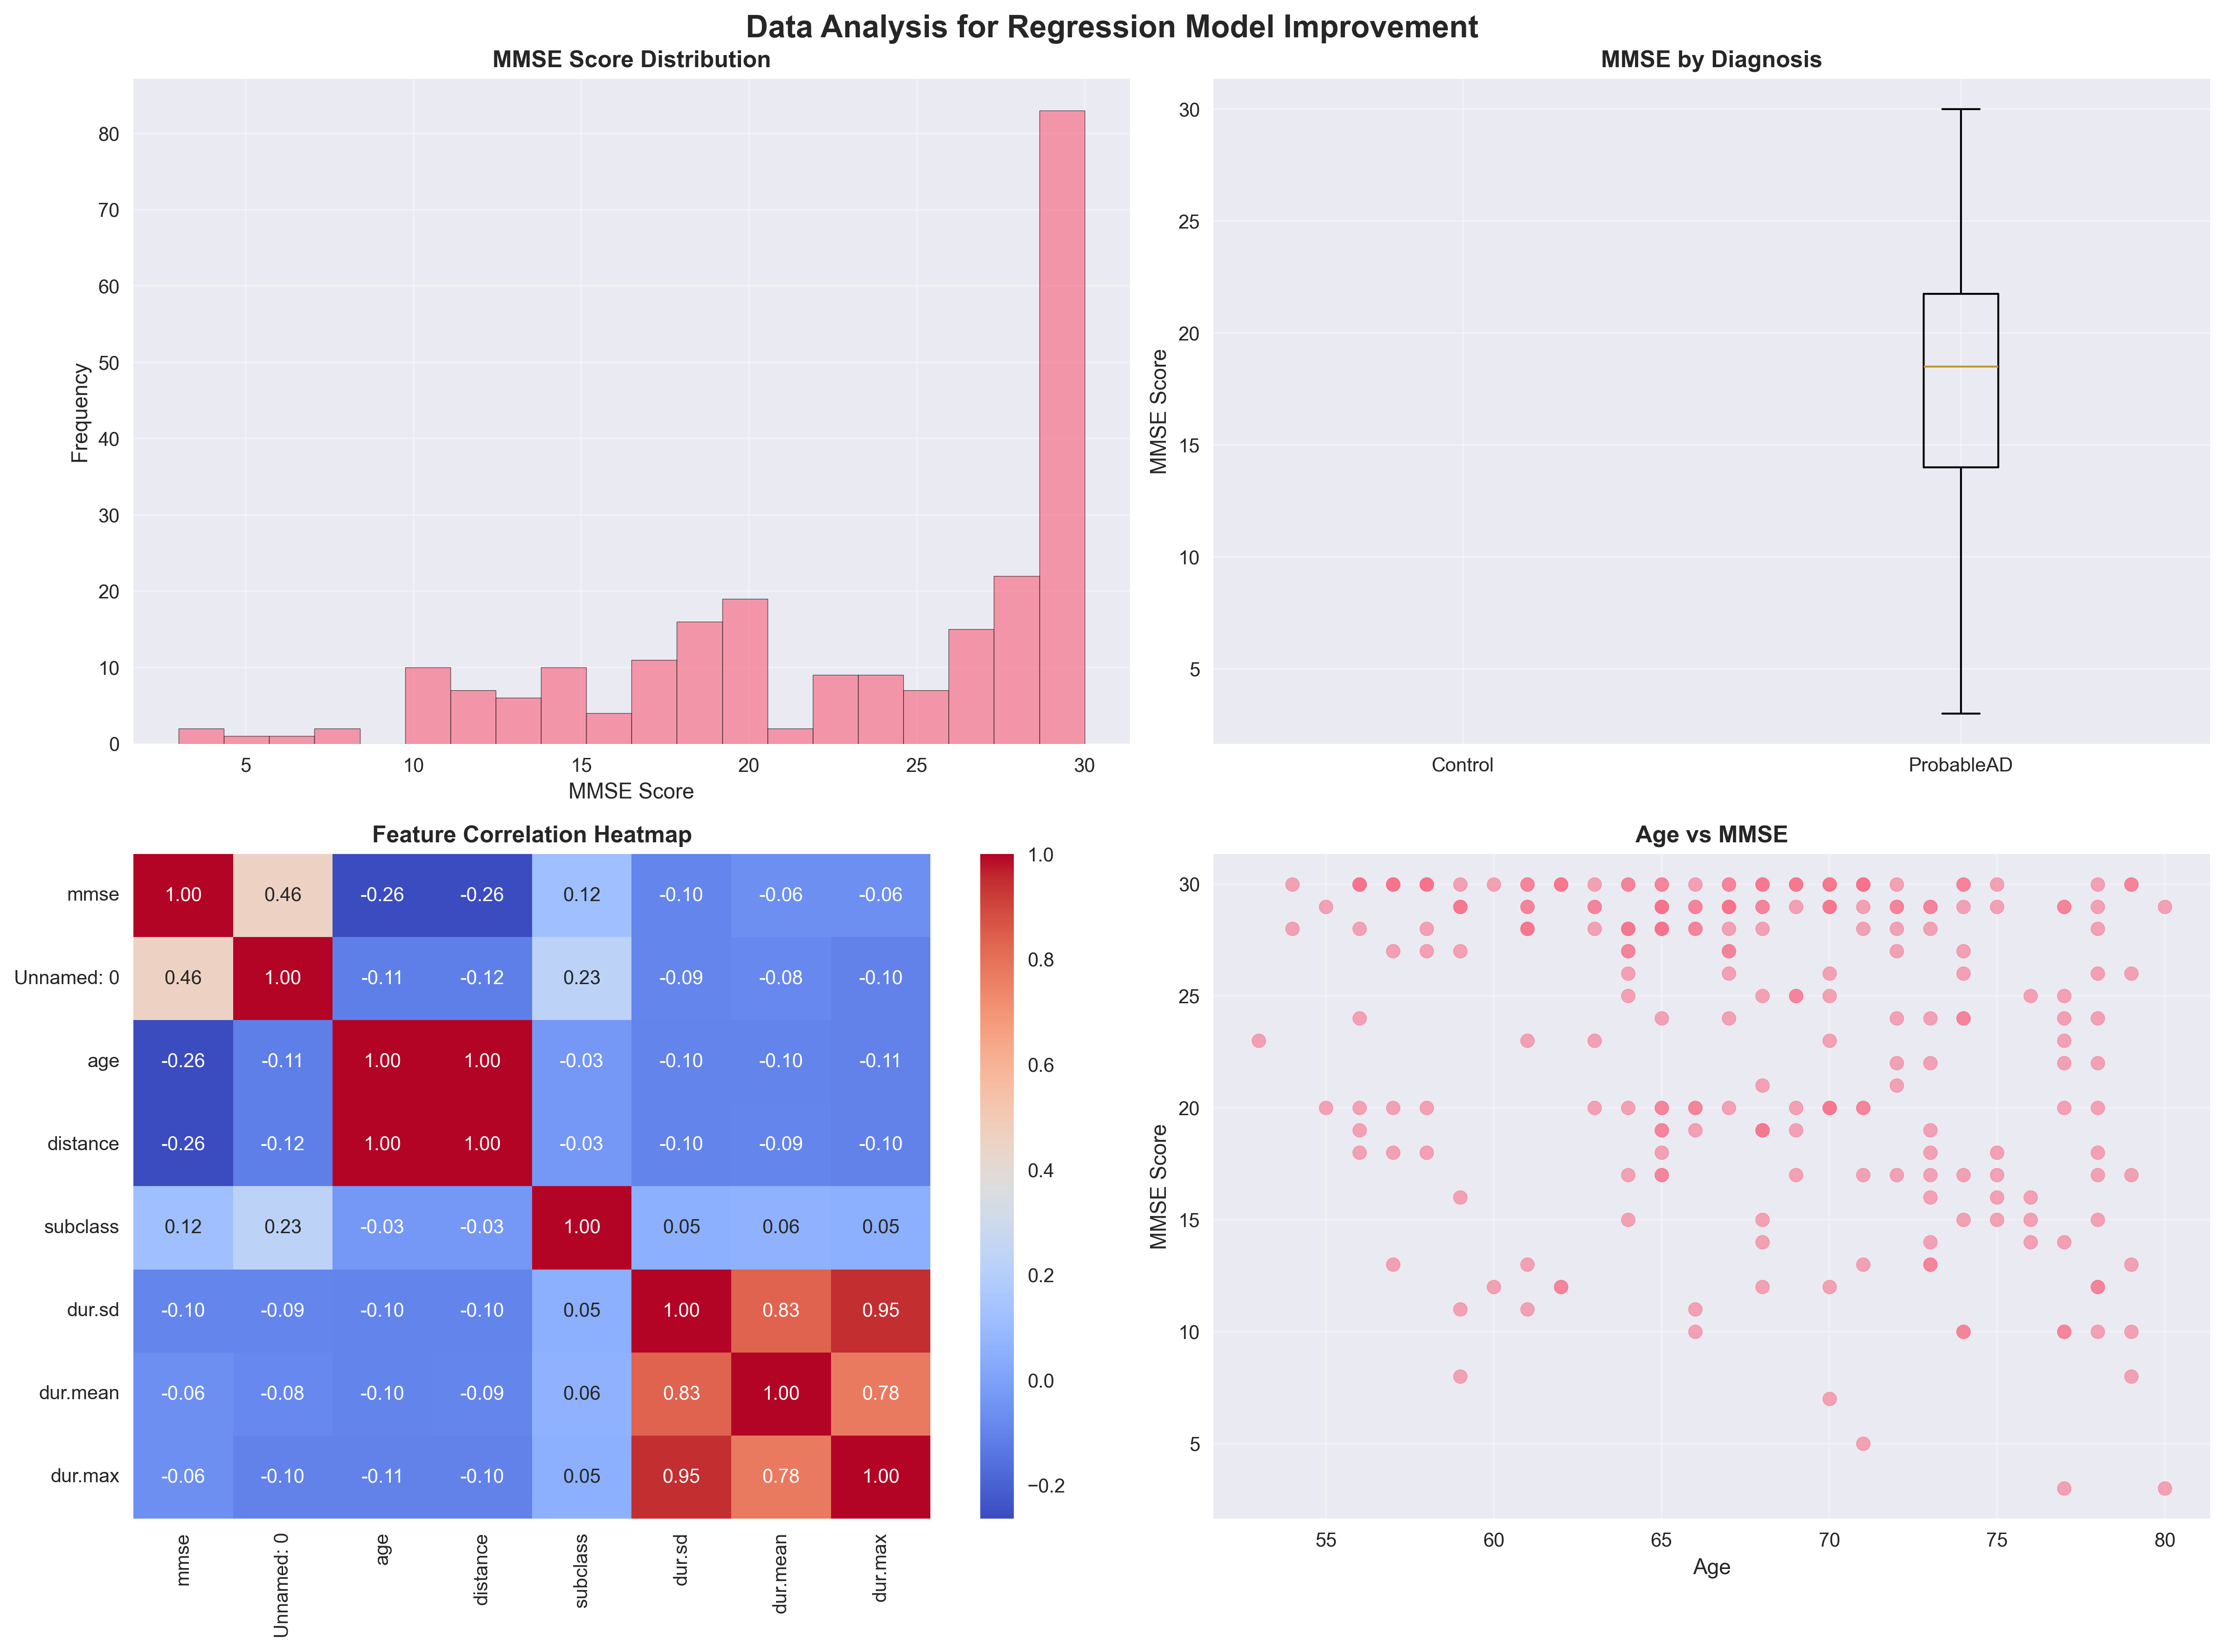 Data Analysis for Regression Model Improvement
MMSE Score Distribution
80
70
60
50
40
30
20
10
0
Frequency
5 10 15 20 25 30
MMSE Score
MMSE by Diagnosis
30
25
20
15
10
5
MMSE Score
Control ProbableAD
Feature Correlation Heatmap
mmse 1.00 0.46 -0.26 -0.26 0.12 -0.10 -0.06 -0.06
Unnamed: 0 0.46 1.00 -0.11 -0.12 0.23 -0.09 -0.08 -0.10
age -0.26 -0.11 1.00 1.00 -0.03 -0.10 -0.10 -0.11
distance -0.26 -0.12 1.00 1.00 -0.03 -0.10 -0.09 -0.10
subclass 0.12 0.23 -0.03 -0.03 1.00 0.05 0.06 0.05
dur.sd -0.10 -0.09 -0.10 -0.10 0.05 1.00 0.83 0.95
dur.mean -0.06 -0.08 -0.10 -0.09 0.06 0.83 1.00 0.78
dur.max -0.06 -0.10 -0.11 -0.10 0.05 0.95 0.78 1.00
mmse Unnamed: 0 age distance subclass dur.sd dur.mean dur.max
1.0
0.8
0.6
0.4
0.2
0.0
−0.2
Age vs MMSE
30
25
20
15
10
5
MMSE Score
55 60 65 70 75 80
Age